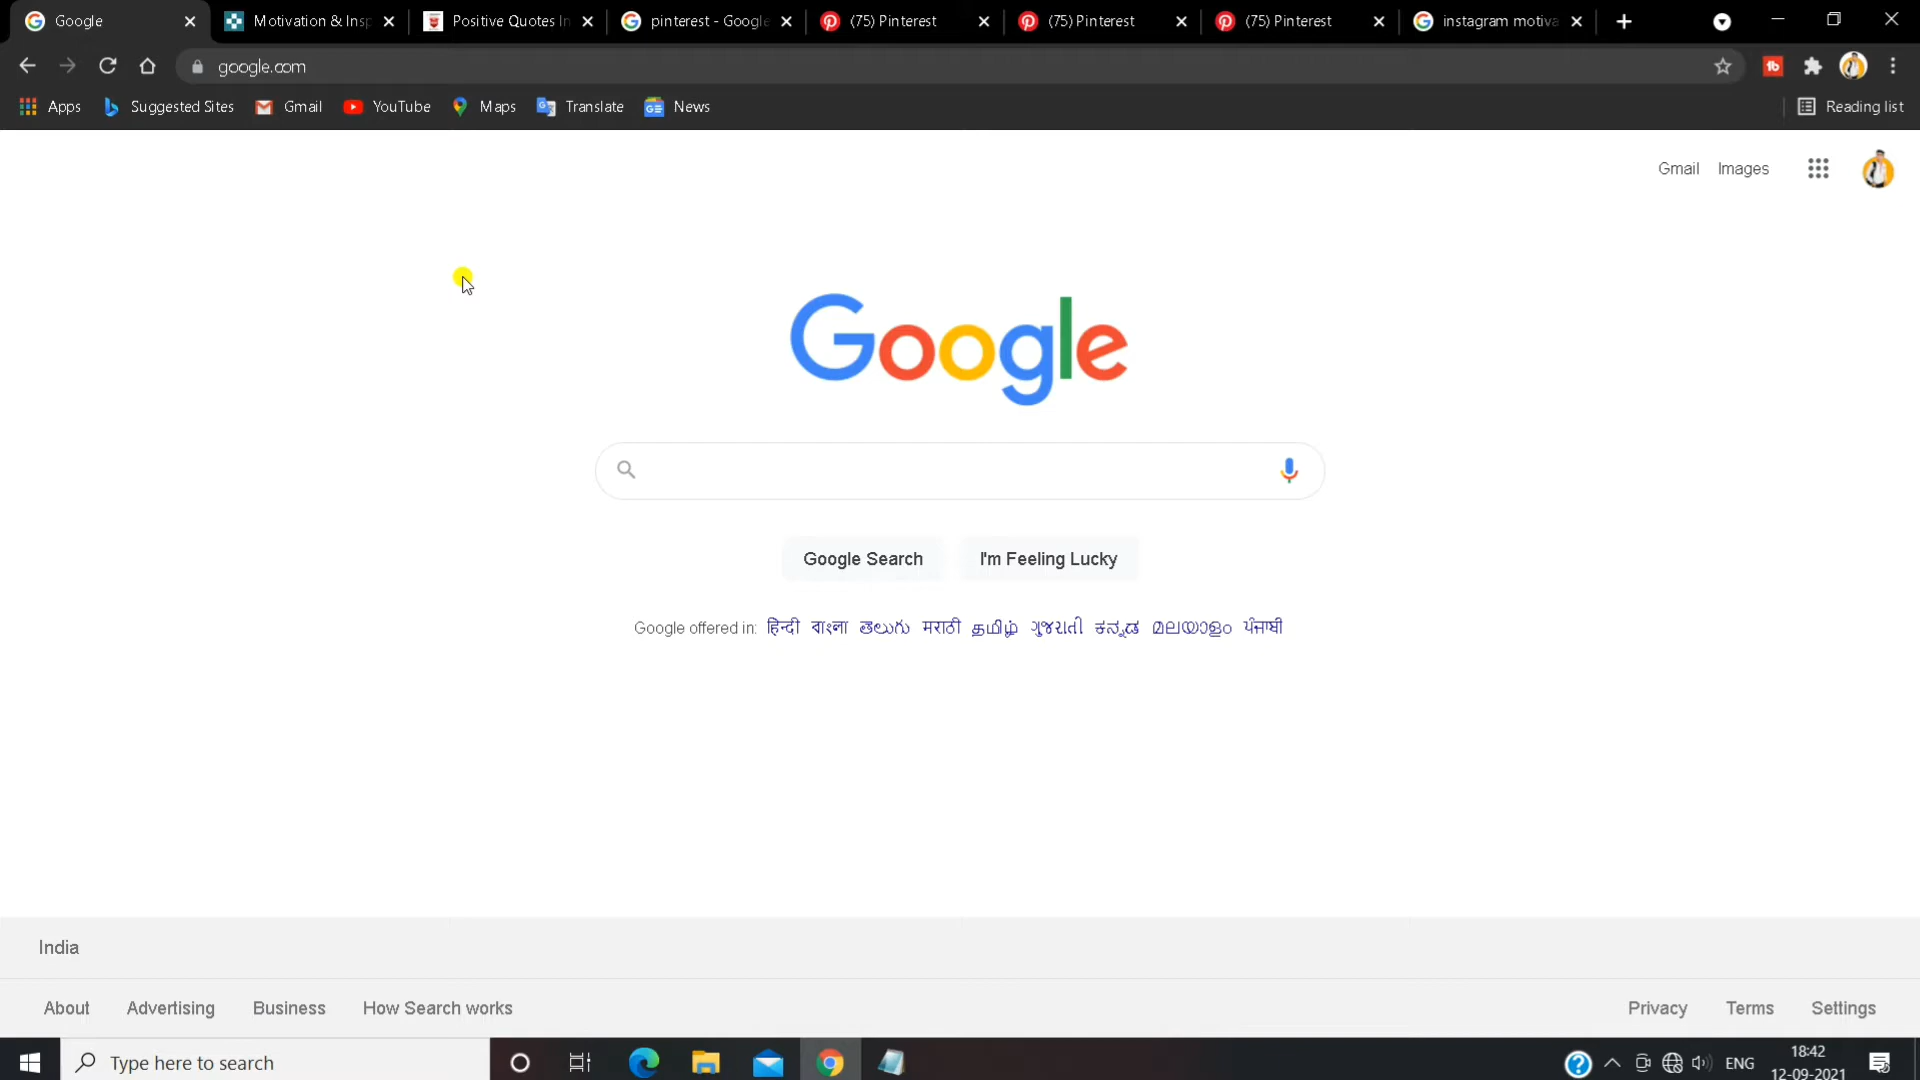 Google
Motivation & Insp
Positive Quotes In
pinterest - Google
(75) Pinterest
(75) Pinterest
(75) Pinterest
instagram motiva
google.com
Apps
Suggested Sites
Gmail
YouTube
Maps
Translate
News
Reading list
Gmail
Images
Google
Google Search
I'm Feeling Lucky
Google offered in: हिन्दी বাংলা తెలుగు मराठी தமிழ் ગુજરાતી ಕನ್ನಡ മലയാളം ਪੰਜਾਬੀ
India
About
Advertising
Business
How Search works
Privacy
Terms
Settings
Type here to search
ENG
18:42
12-09-2021